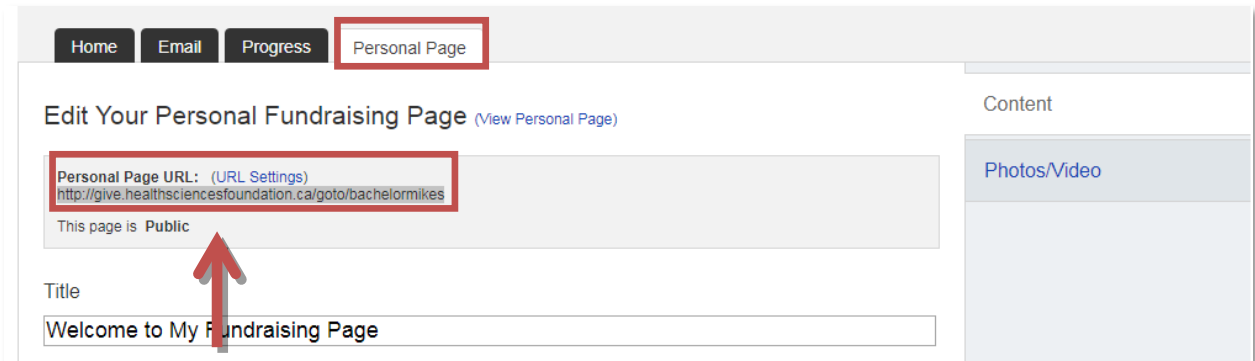 Home Email Progress Personal Page
Edit Your Personal Fundraising Page (View Personal Page)
Personal Page URL: (URL Settings)
http://give.healthsciencesfoundation.ca/goto/bachelormikes
This page is Public
Title
Welcome to My Fundraising Page
Content
Photos/Video